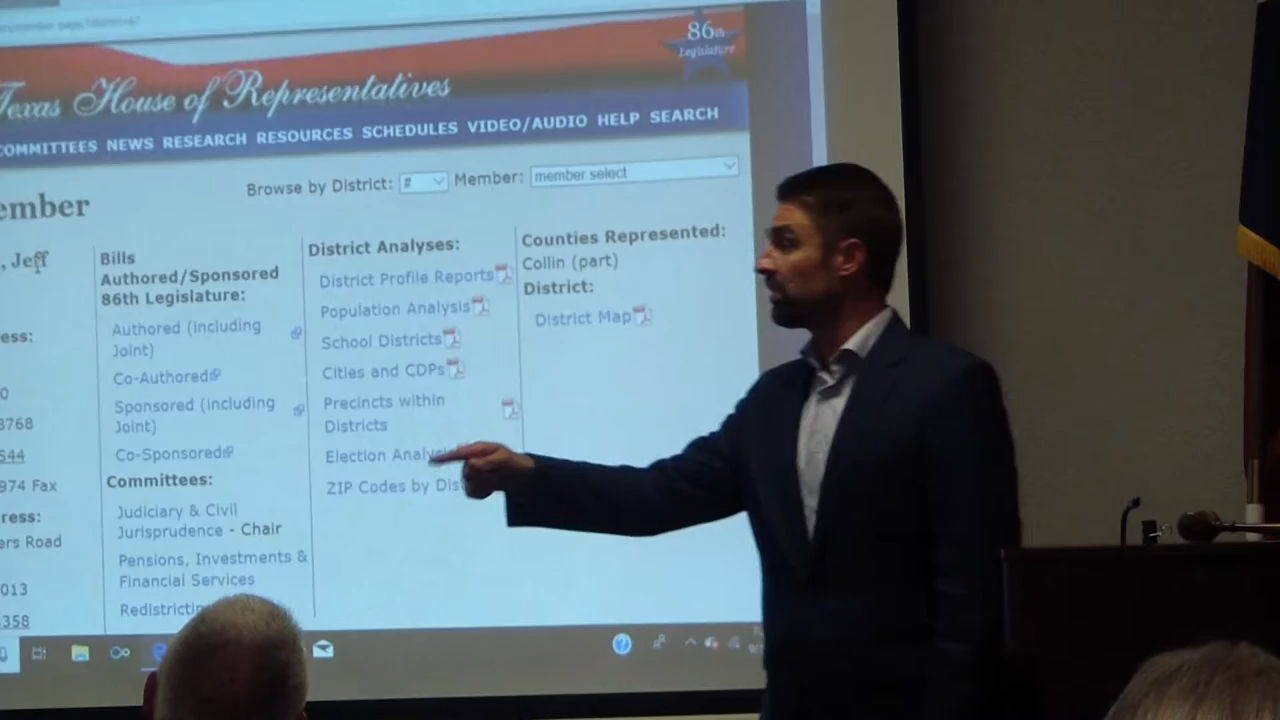 86th
Legislature
Texas House of Representatives
COMMITTEES NEWS RESEARCH RESOURCES SCHEDULES VIDEO/AUDIO HELP SEARCH
Browse by District: # Member: member select
ember
, Jeff
Bills
Authored/Sponsored
86th Legislature:
Authored (including
Joint)
Co-Authored
Sponsored (including
Joint)
Co-Sponsored
Committees:
Judiciary & Civil
Jurisprudence - Chair
Pensions, Investments &
Financial Services
Redistricting
District Analyses:
District Profile Reports
Population Analysis
School Districts
Cities and CDPs
Precincts within
Districts
Election Analy
ZIP Codes by Dis
Counties Represented:
Collin (part)
District:
District Map
ess:
0
3768
544
974 Fax
ress:
ers Road
013
358